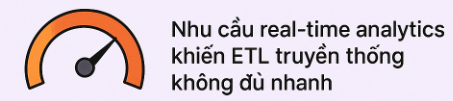 Nhu cầu real-time analytics
khiến ETL truyền thống
không đủ nhanh